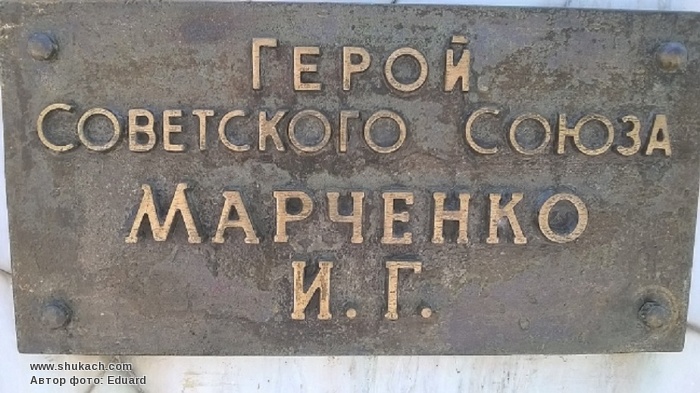 Герой
Советского Союза
Марченко
И. Г.
www.shukach.com
Автор фото: Eduard